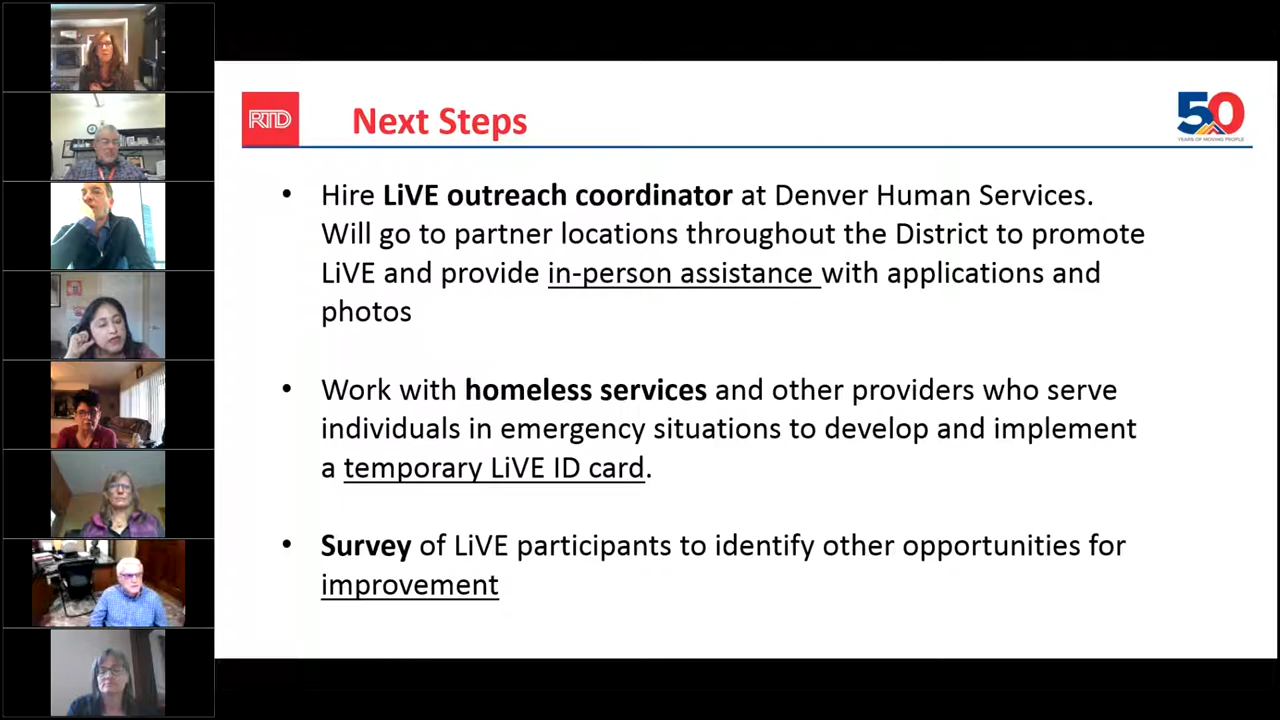 RTD
Next Steps
50
YEARS OF MOVING PEOPLE
• Hire LiVE outreach coordinator at Denver Human Services.
Will go to partner locations throughout the District to promote
LiVE and provide in-person assistance with applications and
photos
• Work with homeless services and other providers who serve
individuals in emergency situations to develop and implement
a temporary LiVE ID card.
• Survey of LiVE participants to identify other opportunities for
improvement